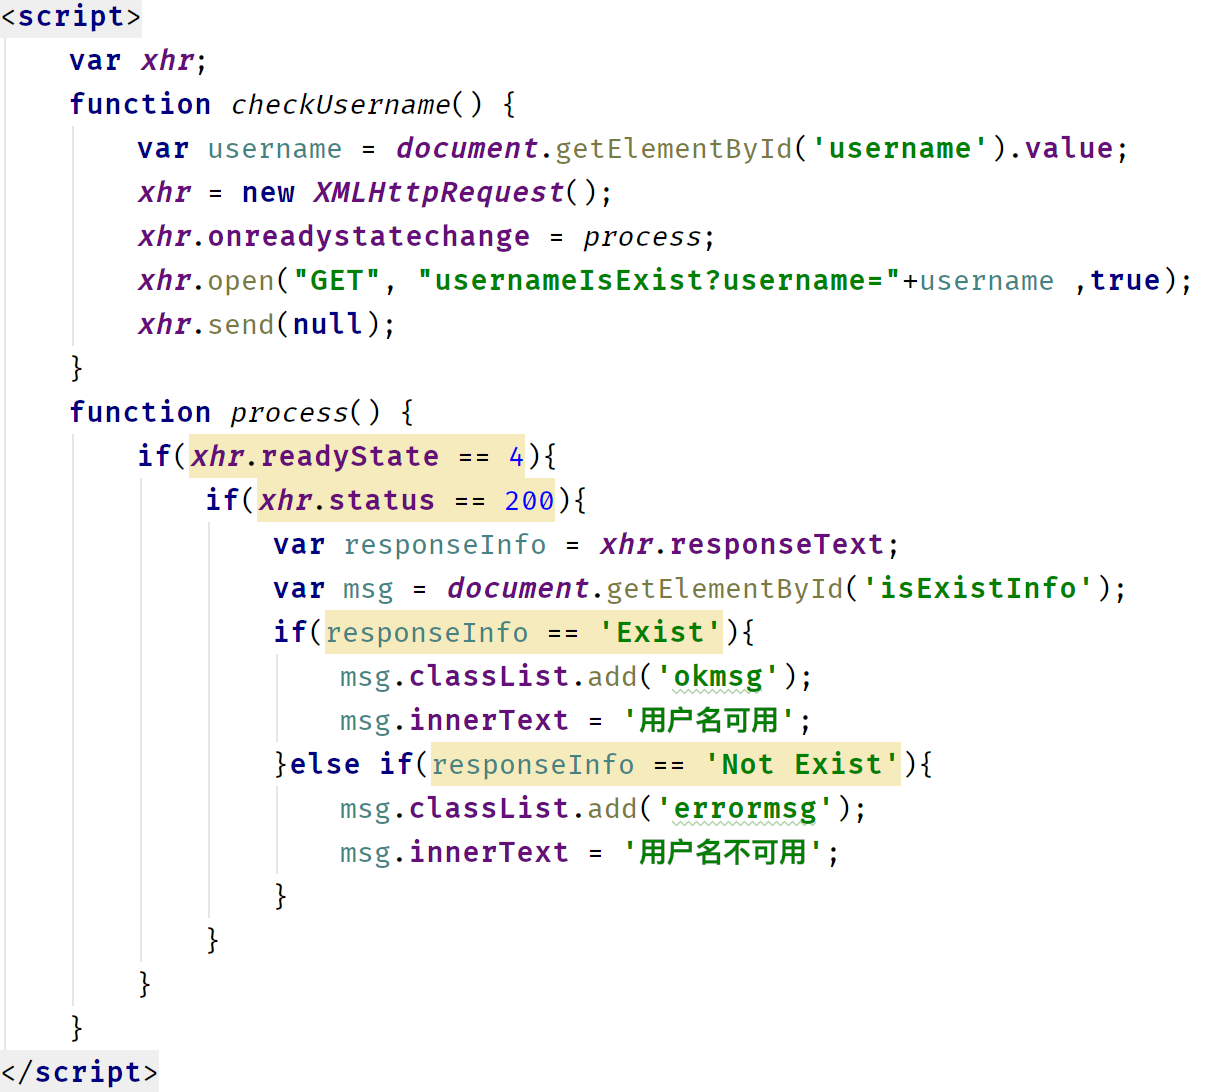 <script>
var xhr;
function checkUsername() {
var username = document.getElementById('username').value;
xhr = new XMLHttpRequest();
xhr.onreadystatechange = process;
xhr.open("GET", "usernameIsExist?username="+username ,true);
xhr.send(null);
}
function process() {
if(xhr.readyState == 4){
if(xhr.status == 200){
var responseInfo = xhr.responseText;
var msg = document.getElementById('isExistInfo');
if(responseInfo == 'Exist'){
msg.classList.add('okmsg');
msg.innerText = '用户名可用';
}else if(responseInfo == 'Not Exist'){
msg.classList.add('errormsg');
msg.innerText = '用户名不可用';
}
}
}
}
</script>